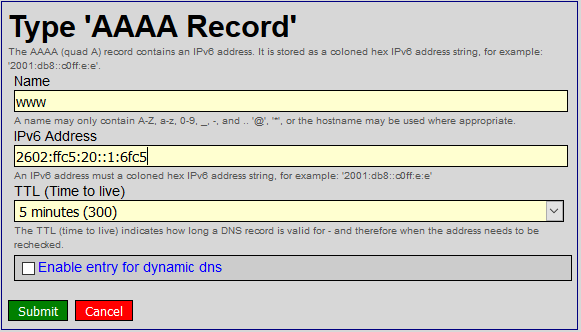 Type 'AAAA Record'
The AAAA (quad A) record contains an IPv6 address. It is stored as a coloned hex IPv6 address string, for example:
'2001:db8::c0ff:e:e'.
Name
www
A name may only contain A-Z, a-z, 0-9, _, -, and .. '@', '*', or the hostname may be used where appropriate.
IPv6 Address
2602:ffc5:20::1:6fc5
An IPv6 address must a coloned hex IPv6 address string, for example: '2001:db8::c0ff:e:e'
TTL (Time to live)
5 minutes (300)
The TTL (time to live) indicates how long a DNS record is valid for - and therefore when the address needs to be
rechecked.
Enable entry for dynamic dns
Submit Cancel